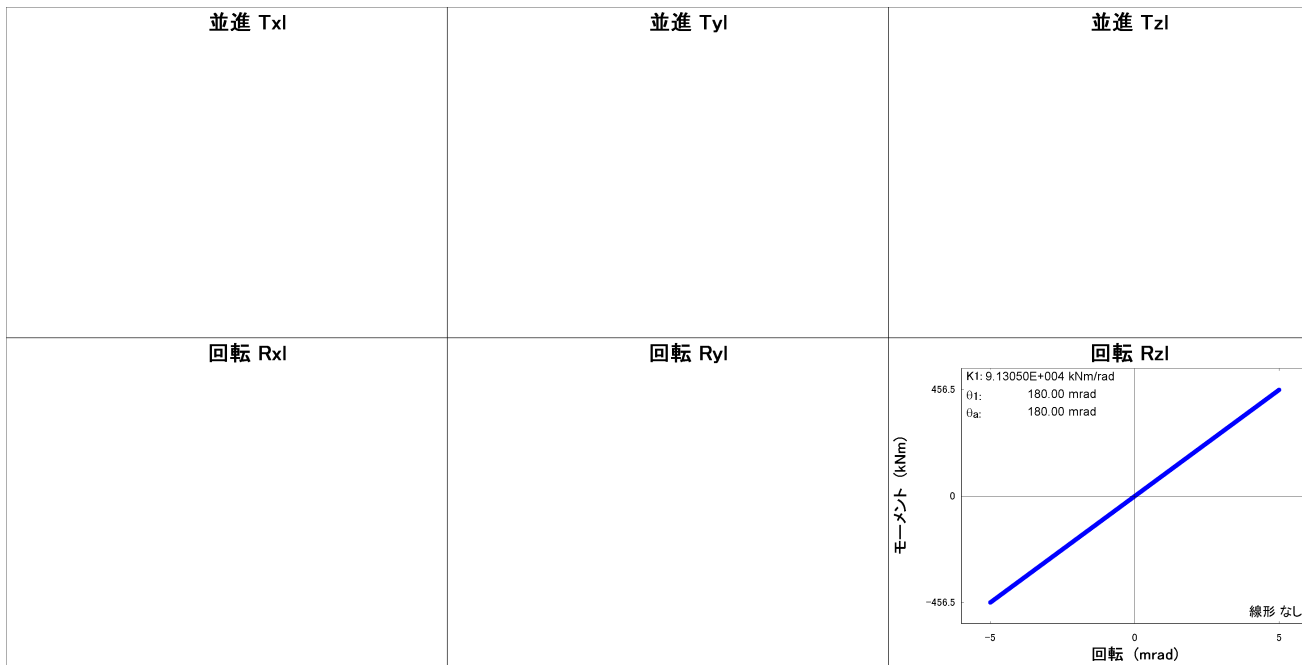 並進 Txl
並進 Tyl
並進 Tzl
回転 Rxl
回転 Ryl
回転 Rzl
K1: 9.13050E+004 kNm/rad
θ1: 180.00 mrad
θa: 180.00 mrad
456.5
0
-456.5
モーメント (kNm)
線形 なし
-5 0 5
回転 (mrad)